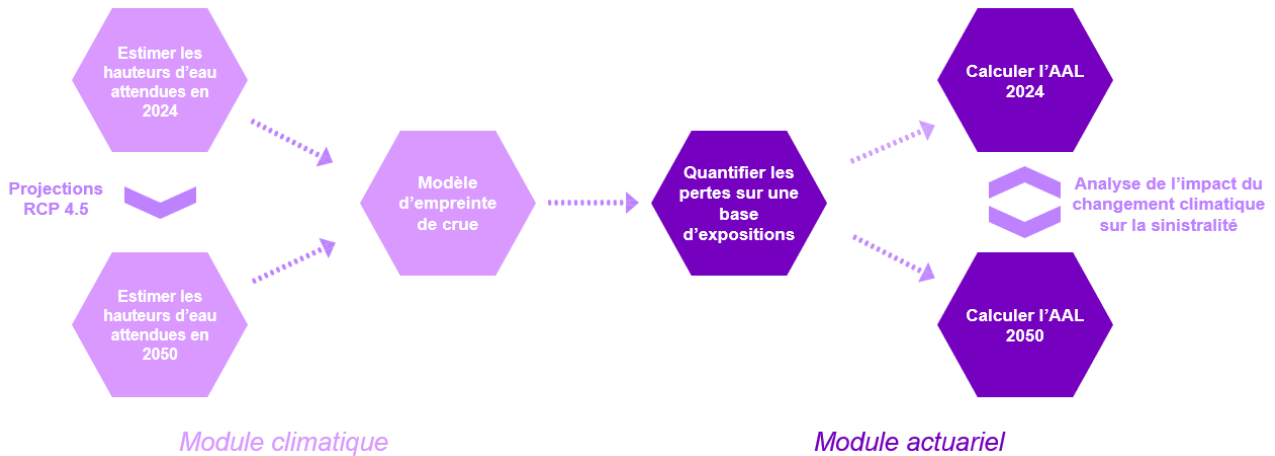 Estimer les
hauteurs d'eau
attendues en
2024
Projections
RCP 4.5
Estimer les
hauteurs d'eau
attendues en
2050
Modèle
d'empreinte
de crue
Quantifier les
pertes sur une
base
d'expositions
Calculer l'AAL
2024
Analyse de l'impact du
changement climatique
sur la sinistralité
Calculer l'AAL
2050
Module climatique
Module actuariel